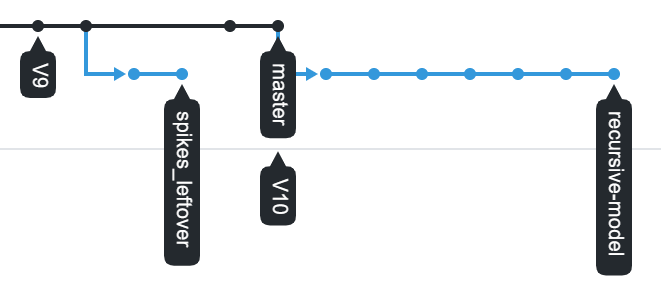 V9
spikes_leftover
master
V10
recursive-model